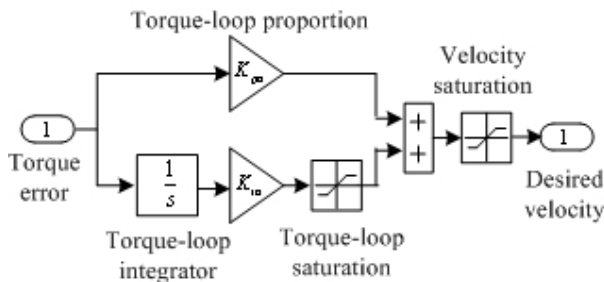 Torque-loop proportion
Velocity
saturation
K
1
+
+
1
Torque
error
1
s
K
Desired
velocity
Torque-loop
integrator
Torque-loop
saturation